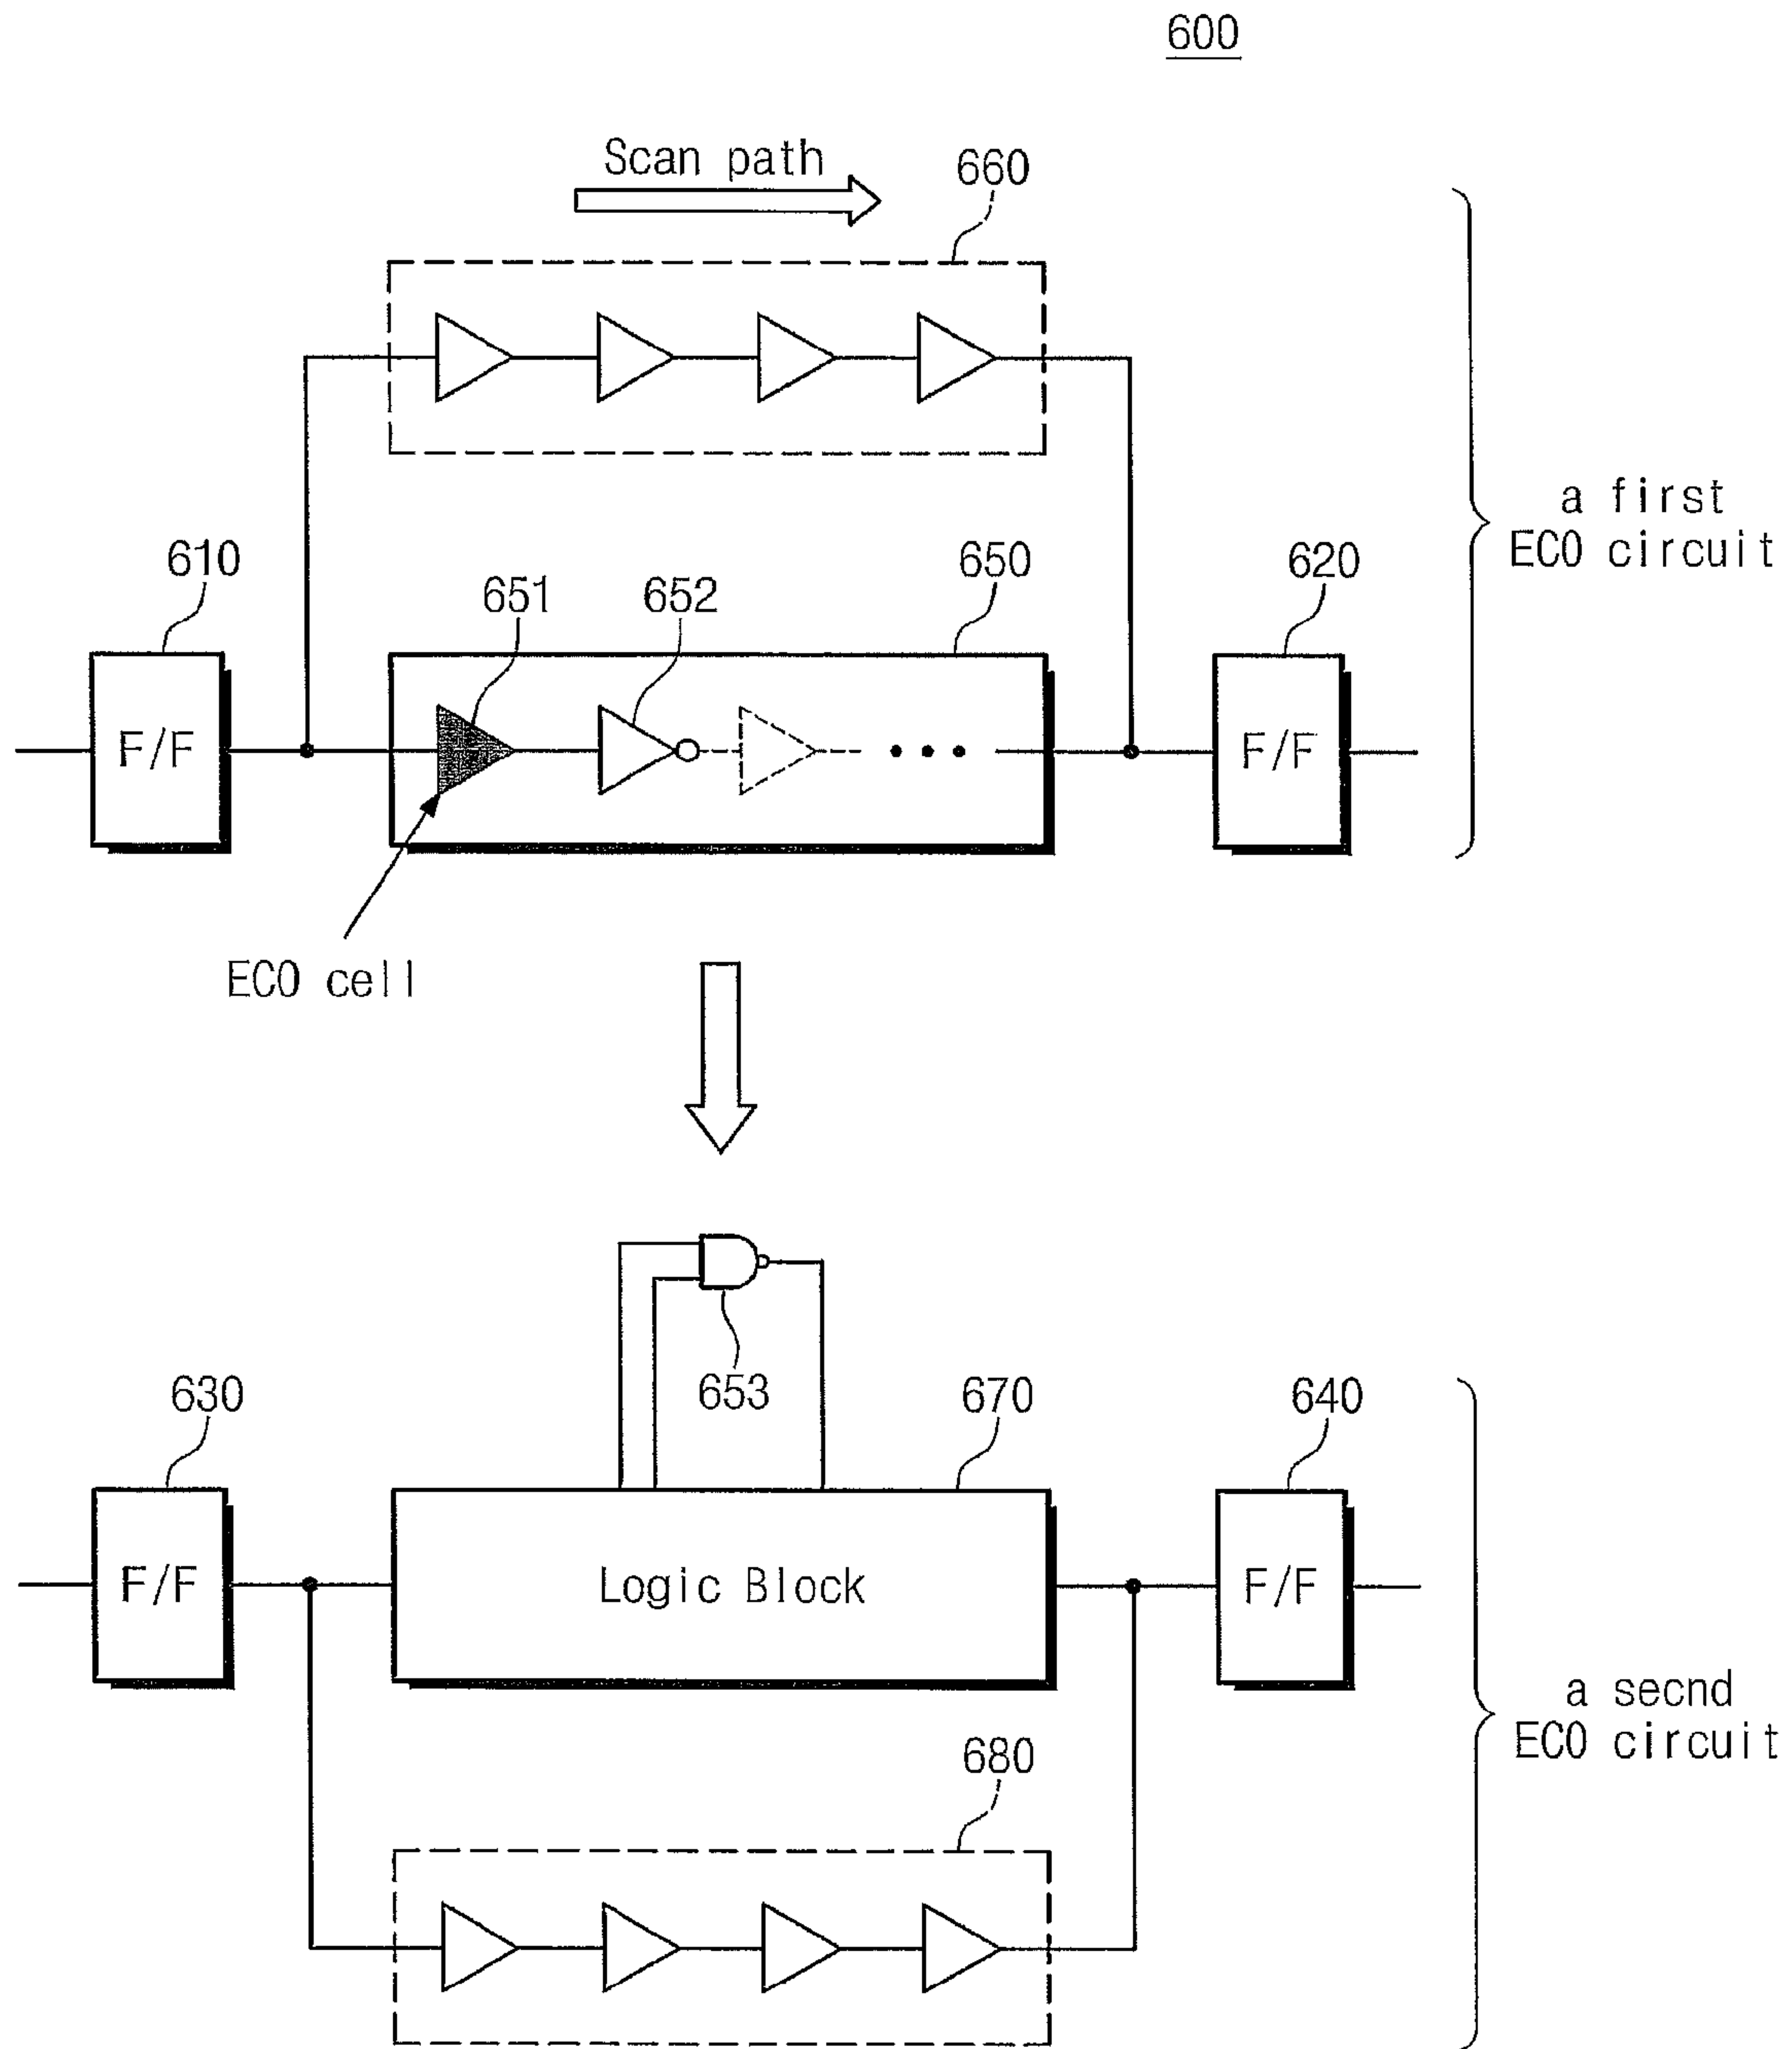 600
Scan path
660
a first
ECO circuit
610
651
652
650
620
F/F
F/F
ECO cell
653
630
670
640
F/F
Logic Block
F/F
a secnd
ECO circuit
680